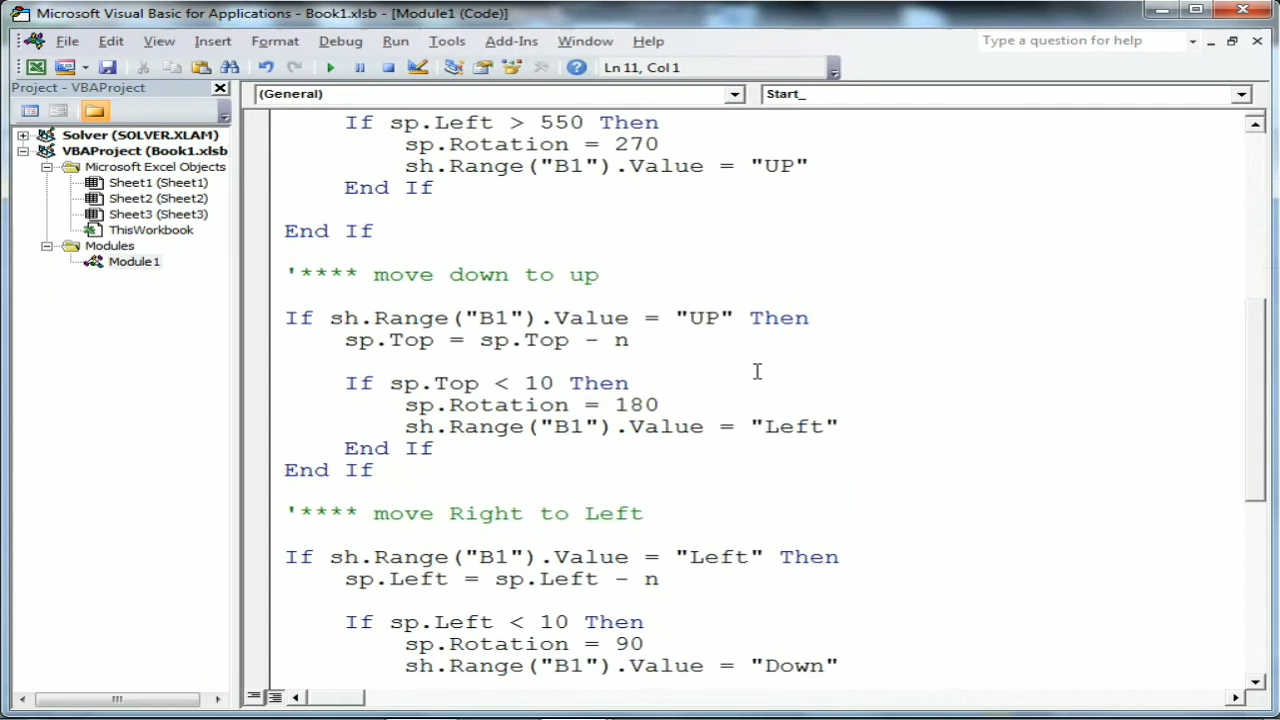 Microsoft Visual Basic for Applications - Book1.xlsb - [Module1 (Code)]
File Edit View Insert Format Debug Run Tools Add-Ins Window Help
Type a question for help
Ln 11, Col 1
Project - VBAProject
(General)
Start_
Solver (SOLVER.XLAM)
VBAProject (Book1.xlsb
Microsoft Excel Objects
Sheet1 (Sheet1)
Sheet2 (Sheet2)
Sheet3 (Sheet3)
ThisWorkbook
Modules
Module1
If sp.Left > 550 Then
sp.Rotation = 270
sh.Range("B1").Value = "UP"
End If
End If
'**** move down to up
If sh.Range("B1").Value = "UP" Then
sp.Top = sp.Top - n
If sp.Top < 10 Then
sp.Rotation = 180
sh.Range("B1").Value = "Left"
End If
End If
'**** move Right to Left
If sh.Range("B1").Value = "Left" Then
sp.Left = sp.Left - n
If sp.Left < 10 Then
sp.Rotation = 90
sh.Range("B1").Value = "Down"